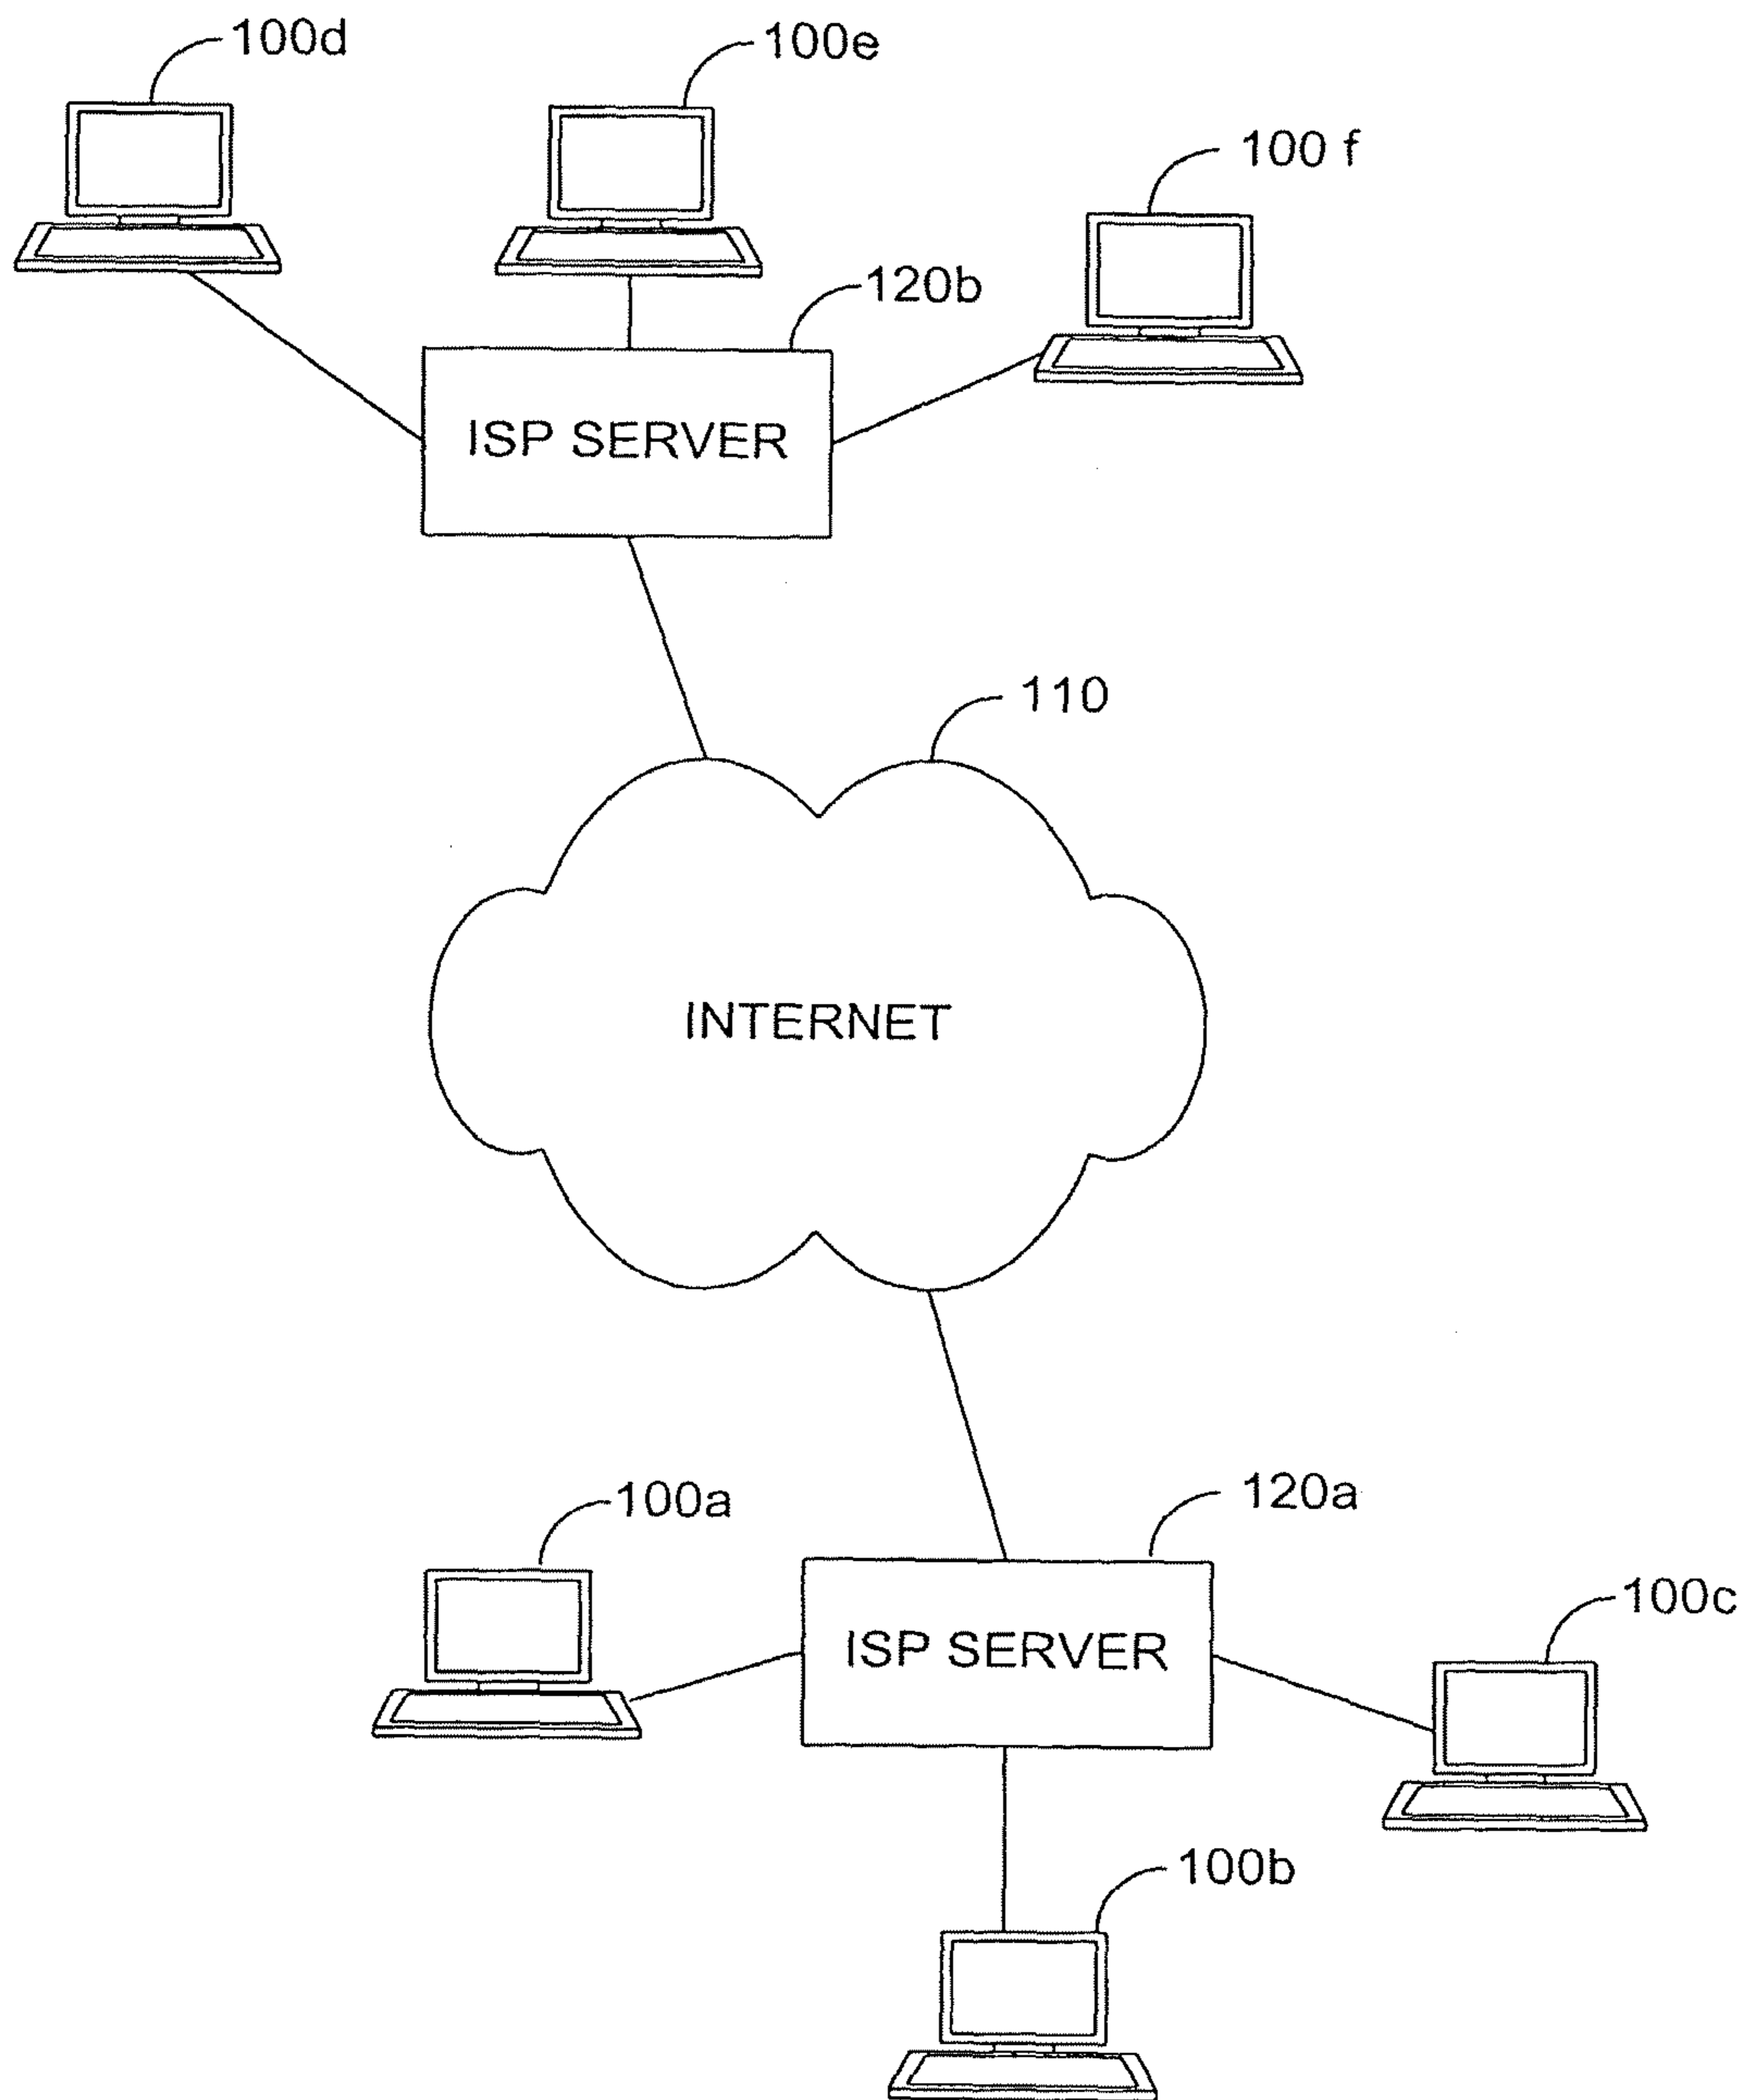 100d
100e
100 f
120b
ISP SERVER
110
INTERNET
100a
120a
100c
ISP SERVER
100b